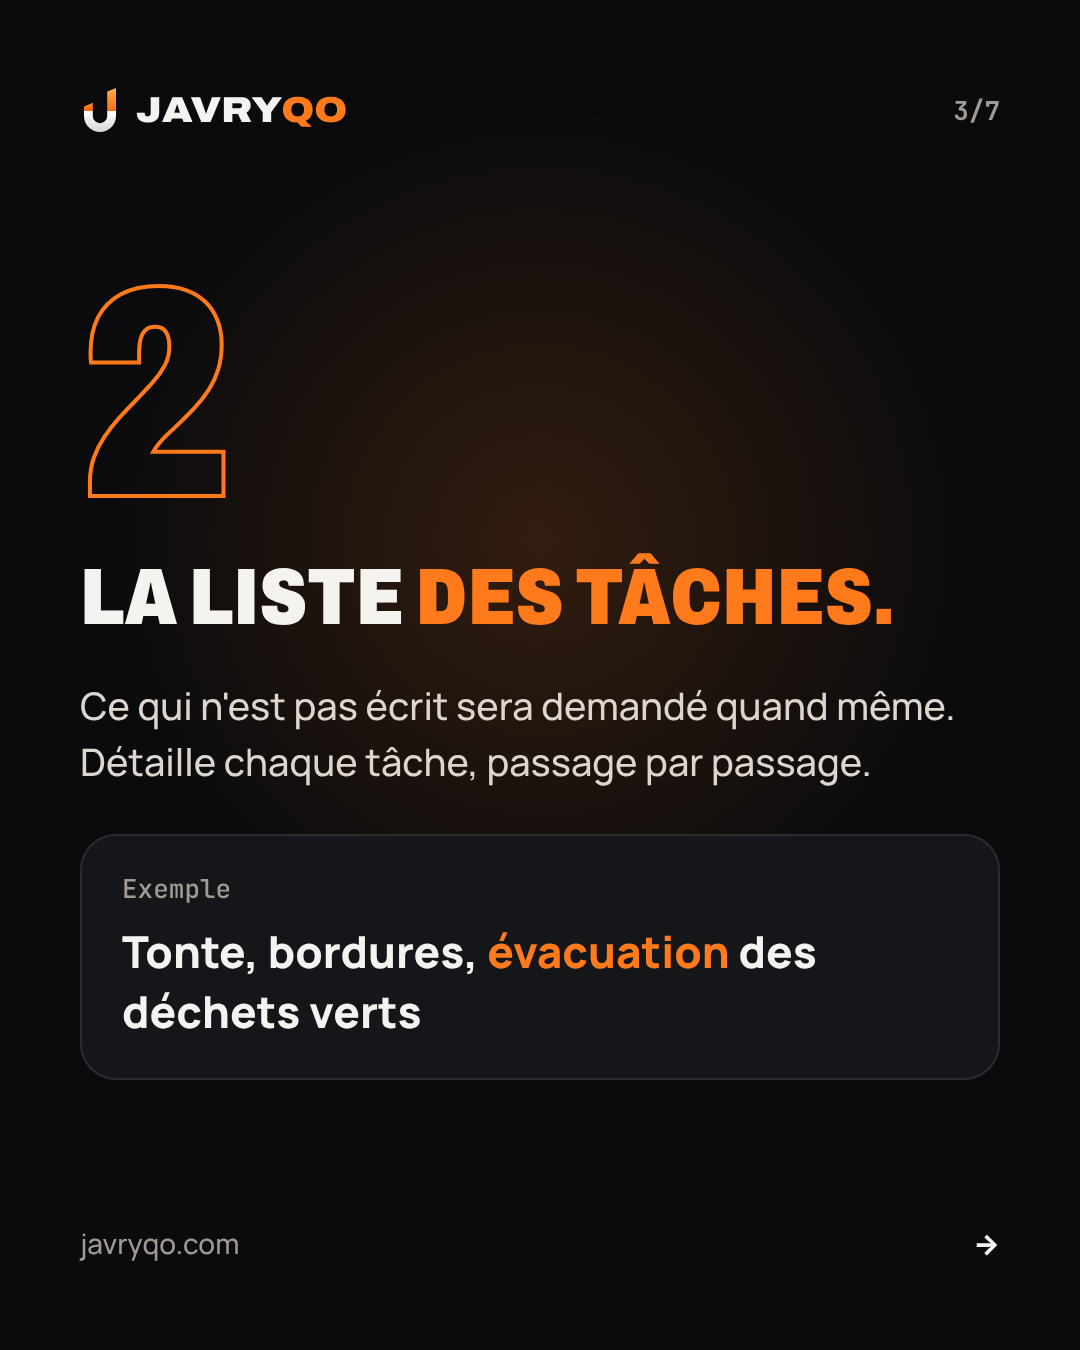 JAVRYQO
3/7
2
LA LISTE DES TÂCHES.
Ce qui n'est pas écrit sera demandé quand même.
Détaille chaque tâche, passage par passage.
Exemple
Tonte, bordures, évacuation des
déchets verts
javryqo.com
→